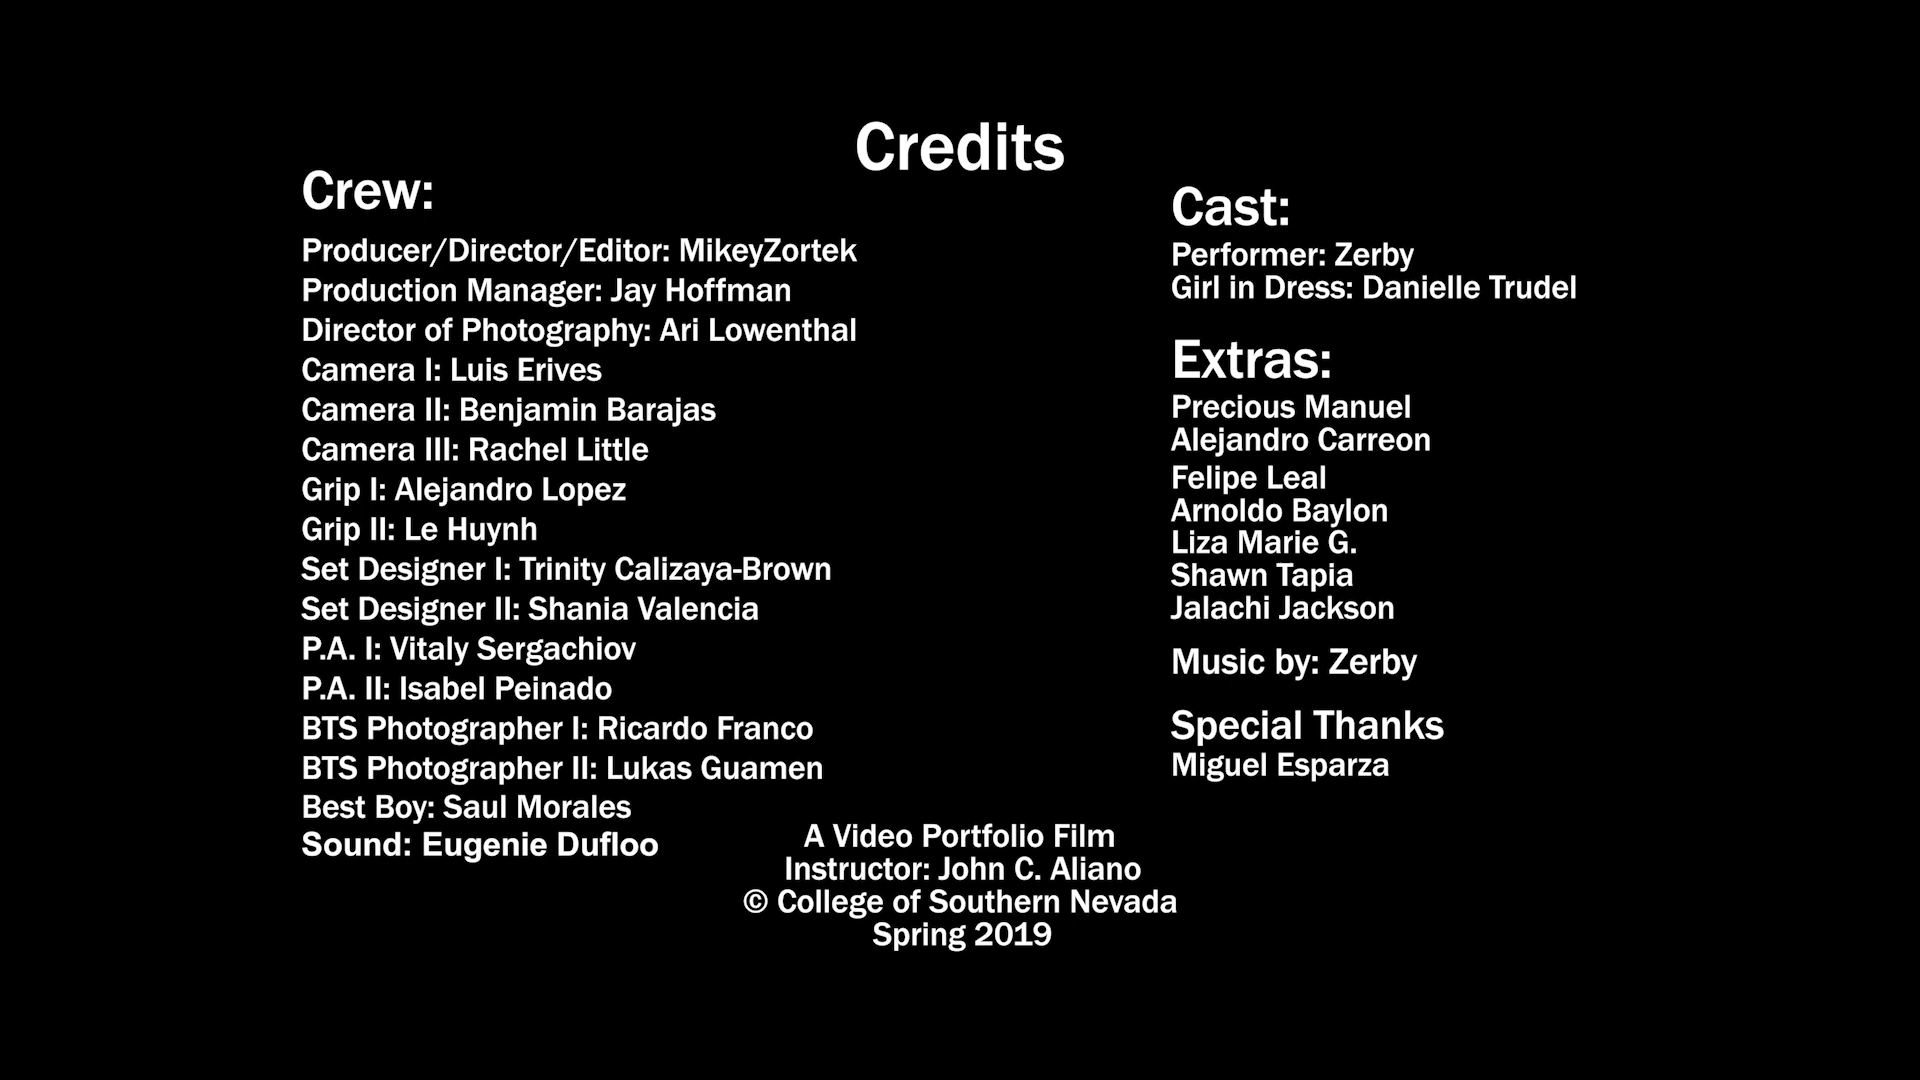 Credits
Crew:
Producer/Director/Editor: MikeyZortek
Production Manager: Jay Hoffman
Director of Photography: Ari Lowenthal
Camera I: Luis Erives
Camera II: Benjamin Barajas
Camera III: Rachel Little
Grip I: Alejandro Lopez
Grip II: Le Huynh
Set Designer I: Trinity Calizaya-Brown
Set Designer II: Shania Valencia
P.A. I: Vitaly Sergachiov
P.A. II: Isabel Peinado
BTS Photographer I: Ricardo Franco
BTS Photographer II: Lukas Guamen
Best Boy: Saul Morales
Sound: Eugenie Dufloo
Cast:
Performer: Zerby
Girl in Dress: Danielle Trudel
Extras:
Precious Manuel
Alejandro Carreon
Felipe Leal
Arnoldo Baylon
Liza Marie G.
Shawn Tapia
Jalachi Jackson
Music by: Zerby
Special Thanks
Miguel Esparza
A Video Portfolio Film
Instructor: John C. Aliano
© College of Southern Nevada
Spring 2019